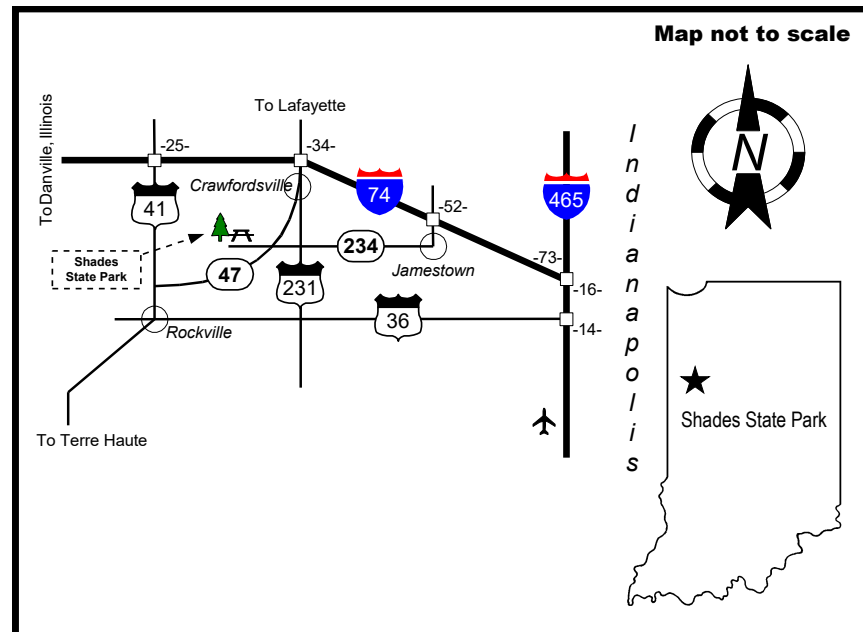 Map not to scale
To Danville, Illinois
To Lafayette
-25-
-34-
Crawfordsville
41
74
465
-52-
Shades
State Park
47
234
Jamestown
231
-73-
-16-
36
-14-
Rockville
To Terre Haute
Indianapolis
N
Shades State Park